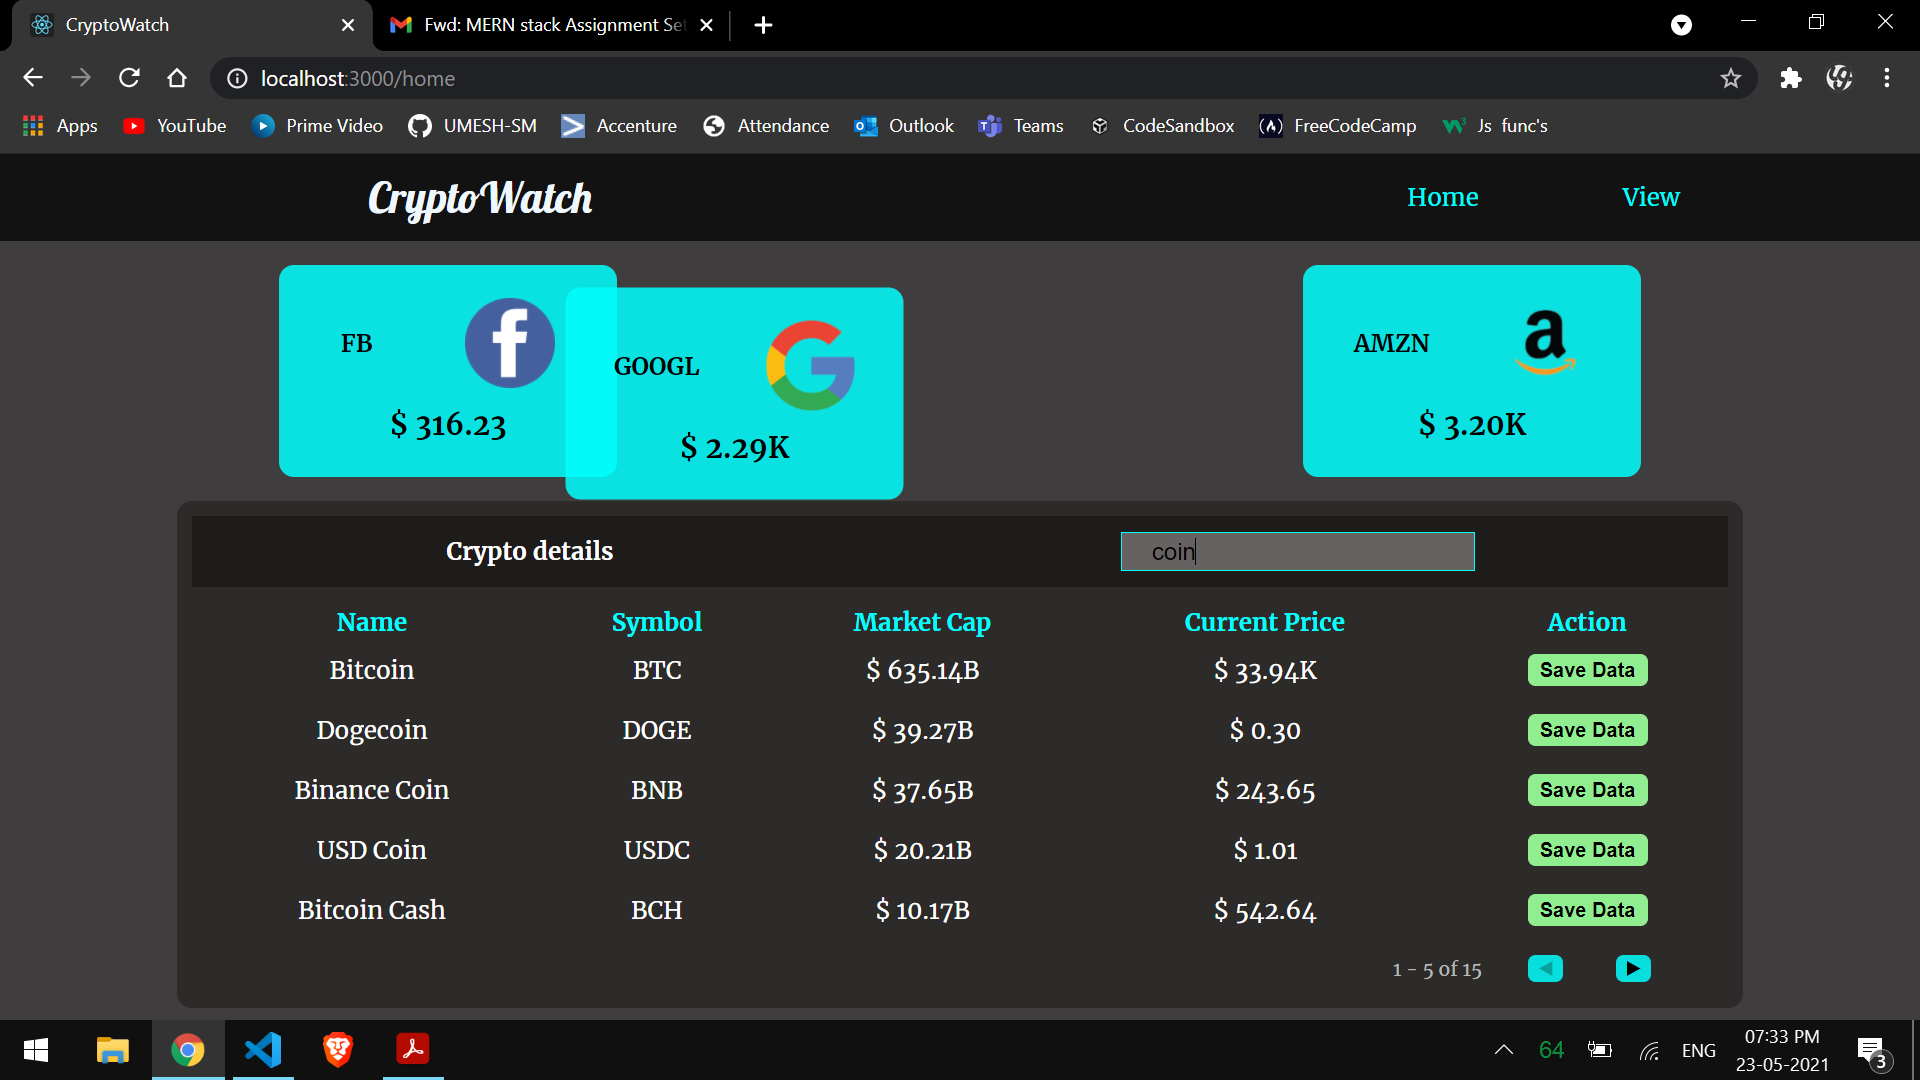 CryptoWatch
Fwd: MERN stack Assignment Se
localhost:3000/home
Apps YouTube Prime Video UMESH-SM Accenture Attendance Outlook Teams CodeSandbox FreeCodeCamp Js func's
CryptoWatch Home View
FB
$ 316.23
GOOGL
$ 2.29K
AMZN
$ 3.20K
Crypto details coin
Name Symbol Market Cap Current Price Action
Bitcoin BTC $ 635.14B $ 33.94K Save Data
Dogecoin DOGE $ 39.27B $ 0.30 Save Data
Binance Coin BNB $ 37.65B $ 243.65 Save Data
USD Coin USDC $ 20.21B $ 1.01 Save Data
Bitcoin Cash BCH $ 10.17B $ 542.64 Save Data
1 - 5 of 15
64 ENG 07:33 PM
23-05-2021
3